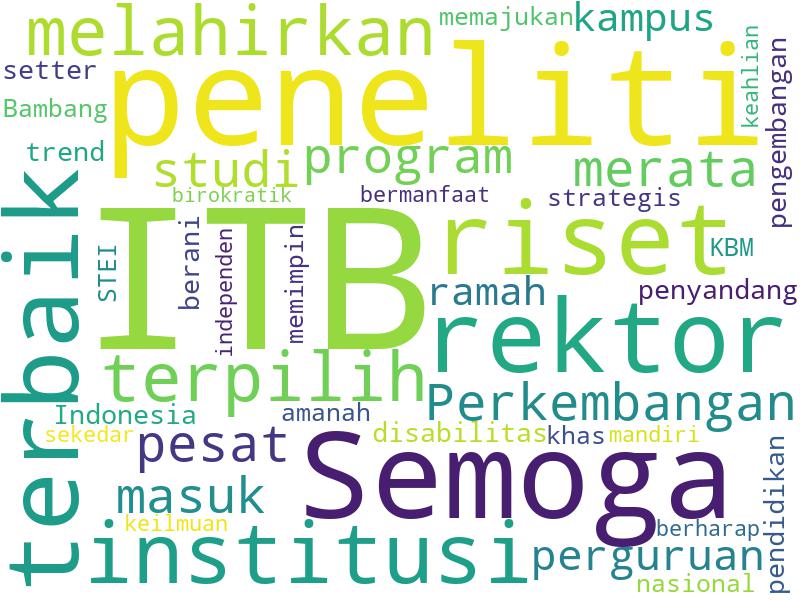 melahirkan
memajukan
kampus
setter
peneliti
keahlian
pengembangan
Bambang
trend
studi
program
merata
terbaik
birokratik
bermanfaat
strategis
ITB
riset
STEI
berani
independen
memimpin
KBM
ramah
penyandang
rektor
terpilih
Perkembangan
Indonesia
amanah
sekedar
pesat
disabilitas
khas
mandiri
Semoga
masuk
pendidikan
keilmuan
institusi
berharap
perguruan
nasional